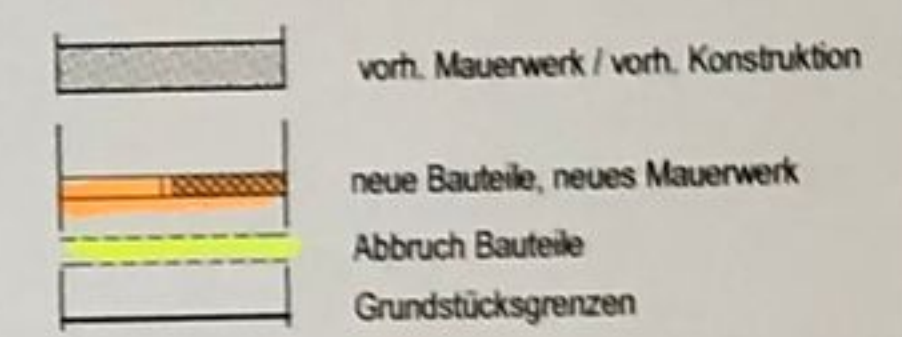 vorh. Mauerwerk / vorh. Konstruktion
neue Bauteile, neues Mauerwerk
Abbruch Bauteile
Grundstücksgrenzen